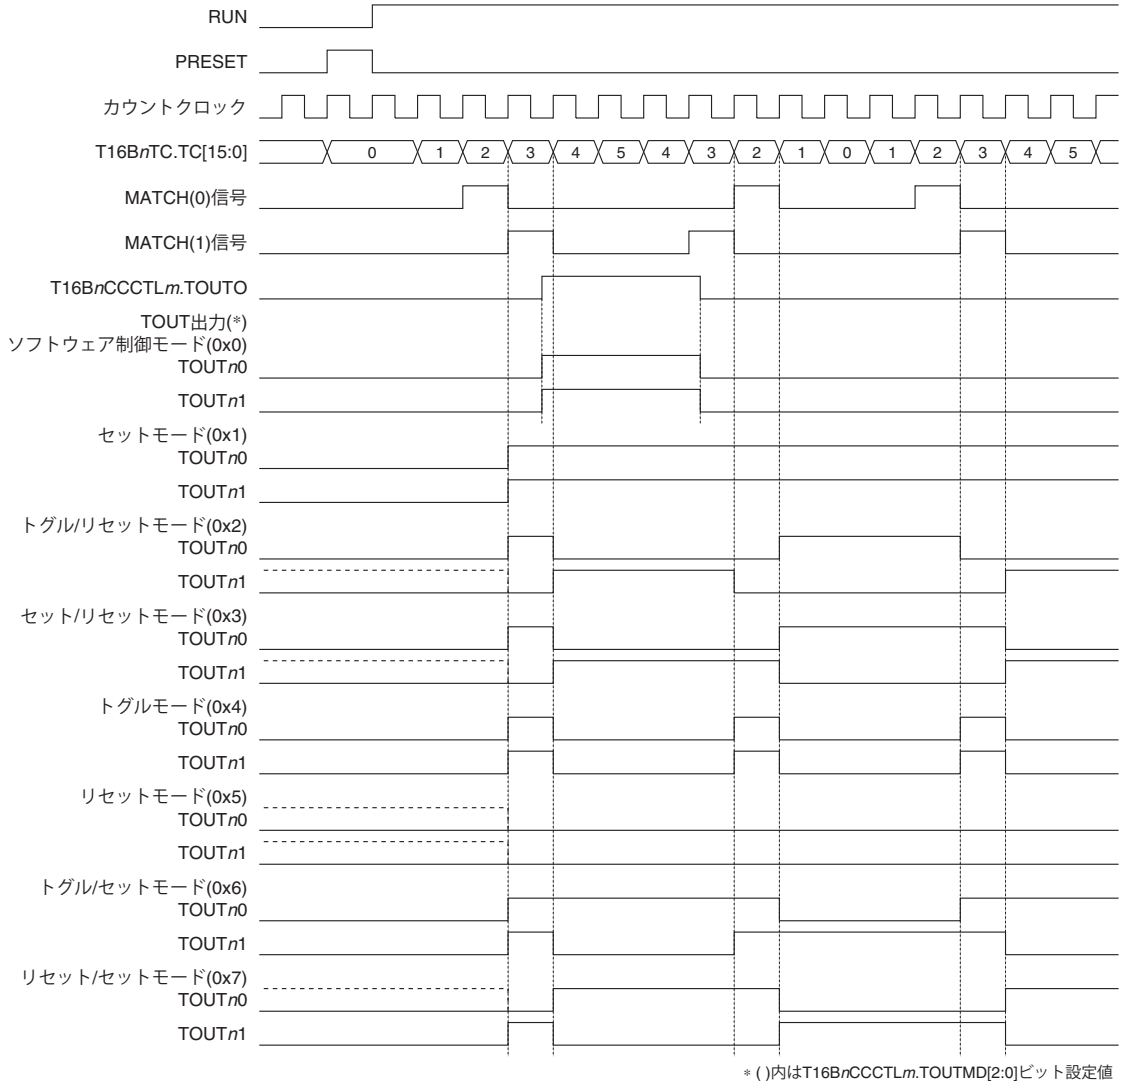 RUN
PRESET
カウントクロック
T16BnTC.TC[15:0] 0 1 2 3 4 5 4 3 2 1 0 1 2 3 4 5
MATCH(0)信号
MATCH(1)信号
T16BnCCCTLm.TOUTO
TOUT出力(*)
ソフトウェア制御モード(0x0)
TOUTn0
TOUTn1
セットモード(0x1)
TOUTn0
TOUTn1
トグル/リセットモード(0x2)
TOUTn0
TOUTn1
セット/リセットモード(0x3)
TOUTn0
TOUTn1
トグルモード(0x4)
TOUTn0
TOUTn1
リセットモード(0x5)
TOUTn0
TOUTn1
トグル/セットモード(0x6)
TOUTn0
TOUTn1
リセット/セットモード(0x7)
TOUTn0
TOUTn1
* ( )内はT16BnCCCTLm.TOUTMD[2:0]ビット設定値